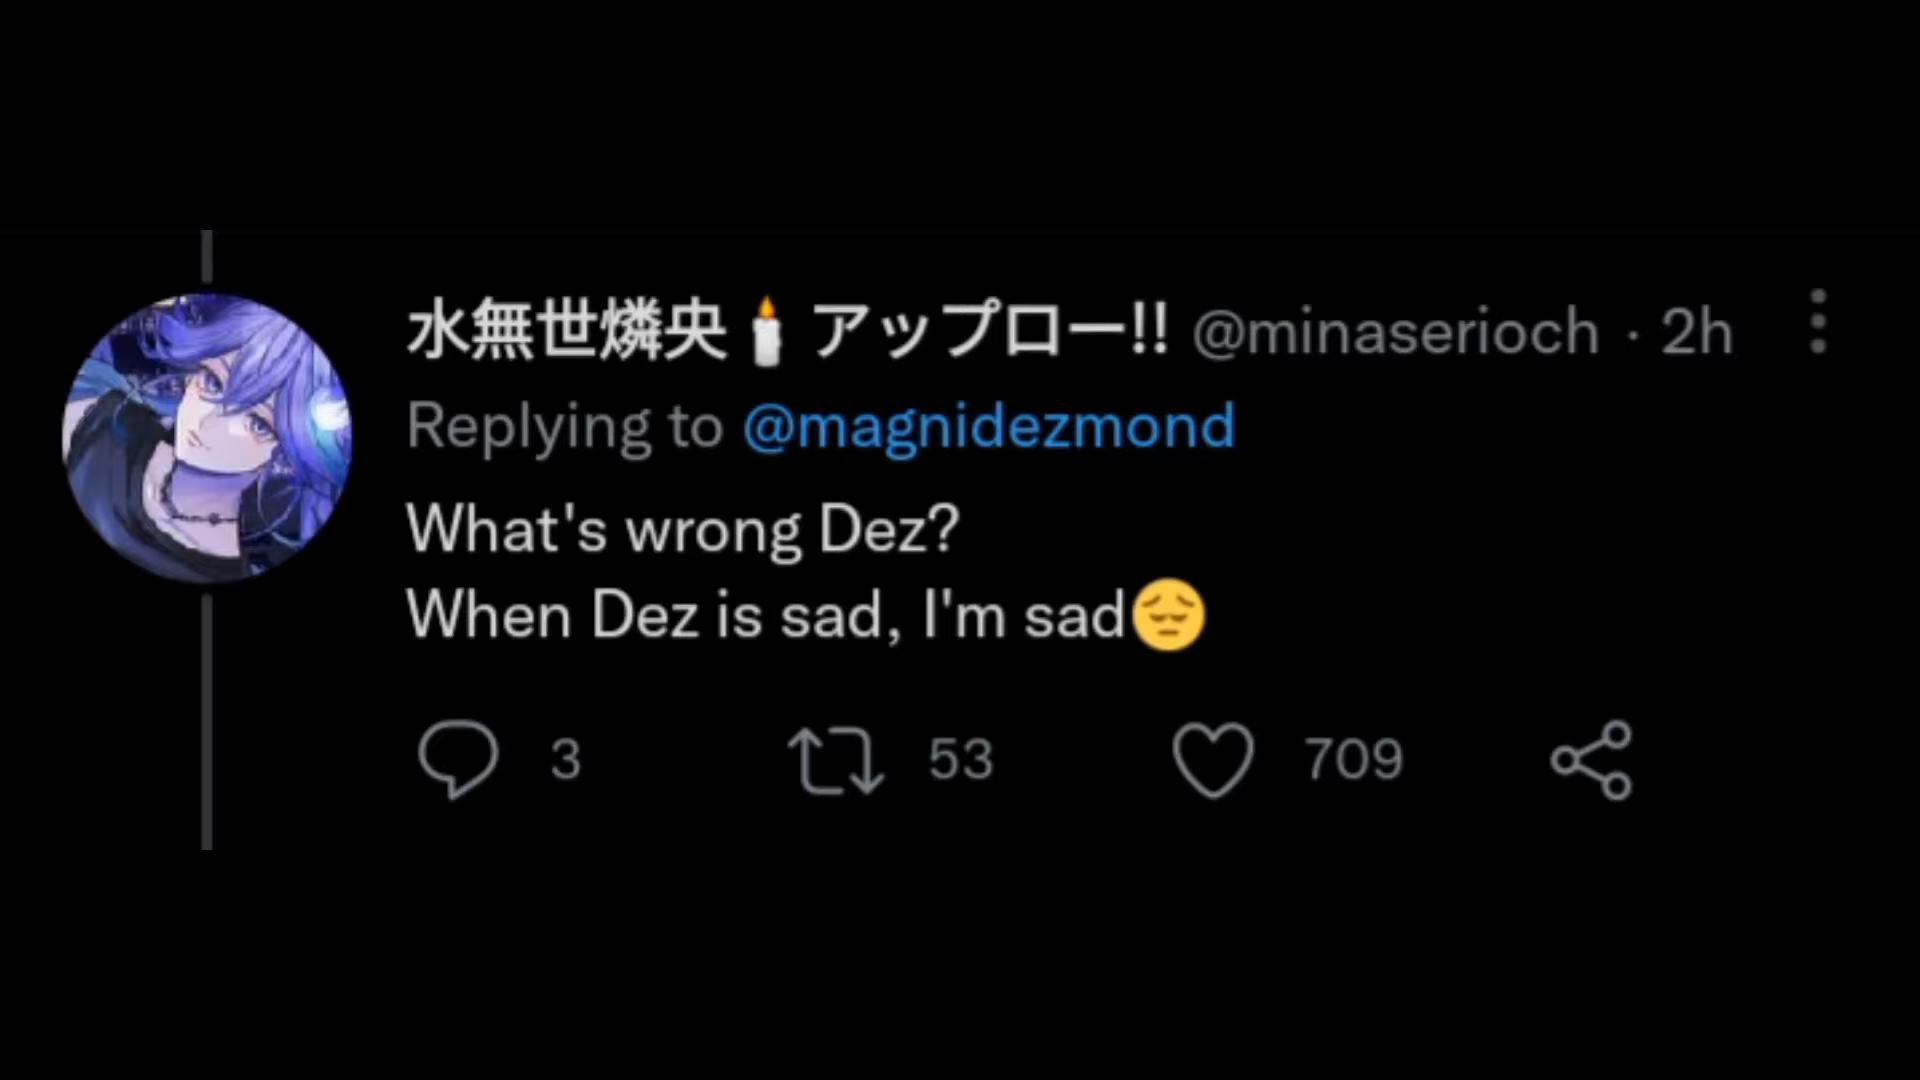 水無世燐央🕯️アップロー!! @minaserioch · 2h
Replying to @magnidezmond
What's wrong Dez?
When Dez is sad, I'm sad😔
3 53 709